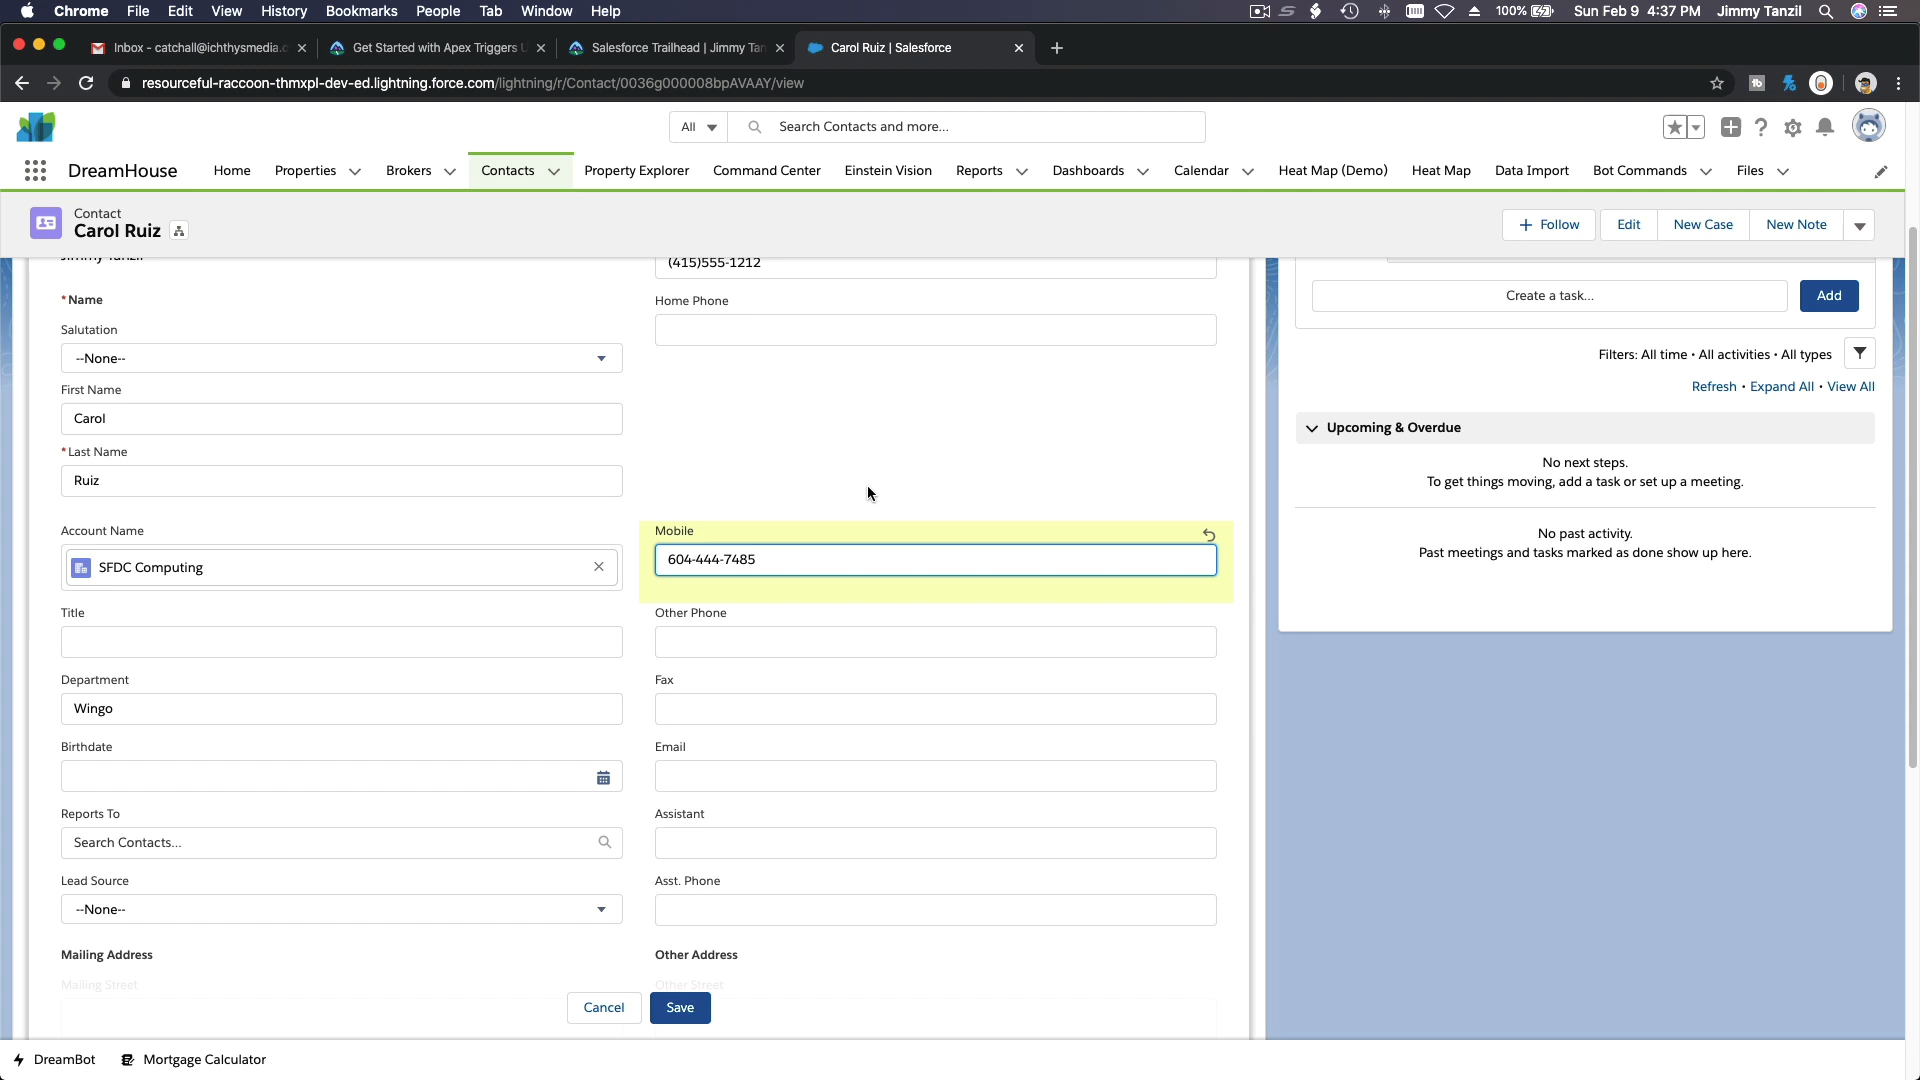 Chrome File Edit View History Bookmarks People Tab Window Help 100% Sun Feb 9 4:37 PM Jimmy Tanzil
Inbox - catchall@ichthysmedia.c Get Started with Apex Triggers U Salesforce Trailhead | Jimmy Tan Carol Ruiz | Salesforce
resourceful-raccoon-thmxpl-dev-ed.lightning.force.com/lightning/r/Contact/0036g000008bpAVAAY/view
All Search Contacts and more...
DreamHouse Home Properties Brokers Contacts Property Explorer Command Center Einstein Vision Reports Dashboards Calendar Heat Map (Demo) Heat Map Data Import Bot Commands Files
Contact
Carol Ruiz
Follow Edit New Case New Note
Jimmy Tanzil
(415)555-1212
*Name
Home Phone
Salutation
--None--
First Name
Carol
*Last Name
Ruiz
Account Name
SFDC Computing
Mobile
604-444-7485
Title
Other Phone
Department
Wingo
Fax
Birthdate
Email
Reports To
Search Contacts...
Assistant
Lead Source
--None--
Asst. Phone
Mailing Address
Other Address
Mailing Street
Other Street
Cancel Save
Create a task... Add
Filters: All time • All activities • All types
Refresh • Expand All • View All
Upcoming & Overdue
No next steps.
To get things moving, add a task or set up a meeting.
No past activity.
Past meetings and tasks marked as done show up here.
DreamBot Mortgage Calculator